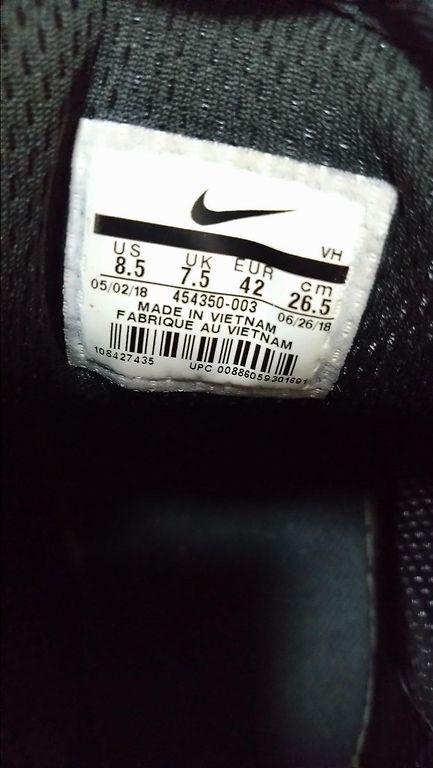 VH
US UK EUR cm
8.5 7.5 42 26.5
05/02/18 454350-003 06/26/18
MADE IN VIETNAM
FABRIQUE AU VIETNAM
108427435 UPC 00886059301691